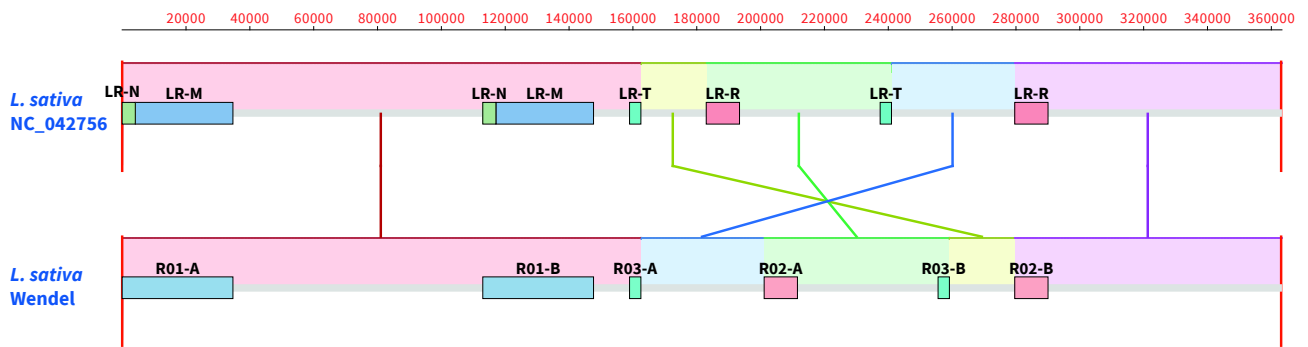 20000 40000 60000 80000 100000 120000 140000 160000 180000 200000 220000 240000 260000 280000 300000 320000 340000 360000
LR-N LR-M LR-N LR-M LR-T LR-R LR-T LR-R
L. sativa
NC_042756
R01-A R01-B R03-A R02-A R03-B R02-B
L. sativa
Wendel